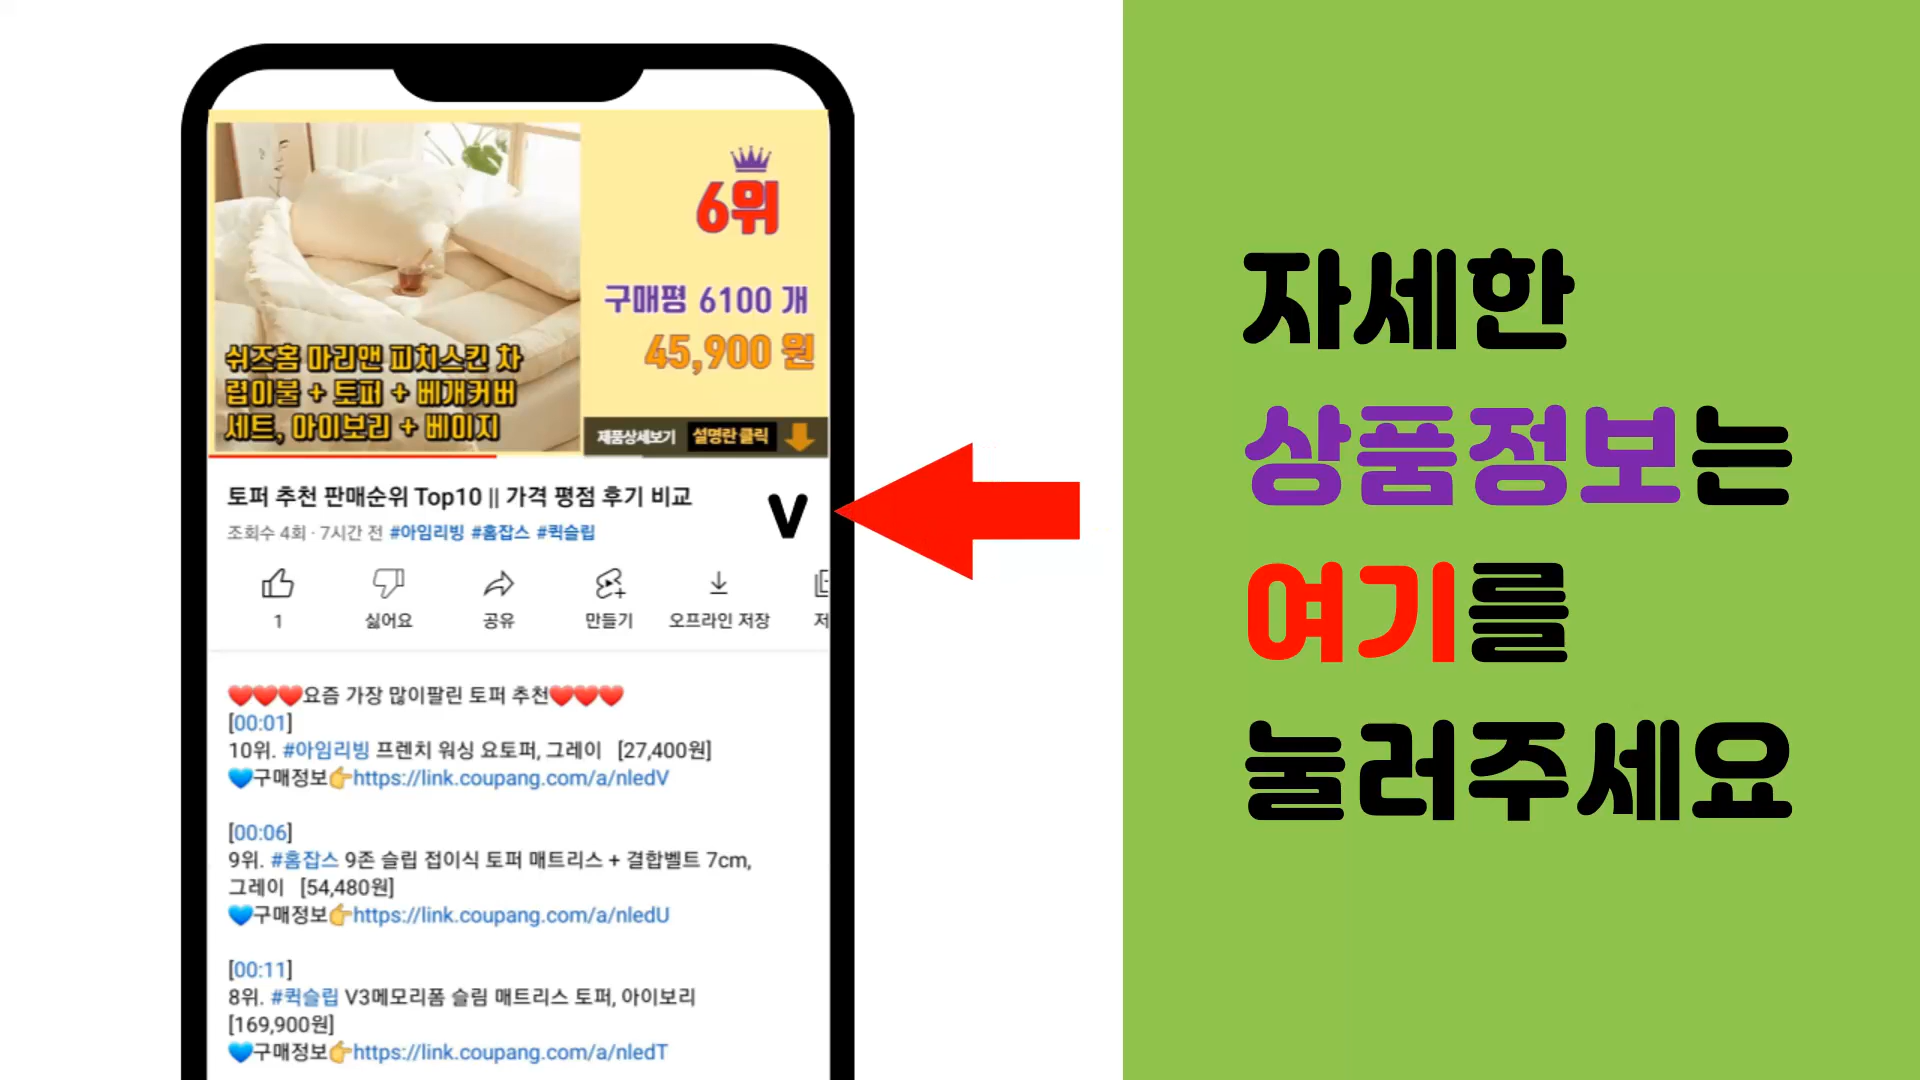 6위
구매평 6100 개
45,900 원
쉬즈홈 마리앤 피치스킨 차
렵이불 + 토퍼 + 베개커버
세트, 아이보리 + 베이지
제품상세보기 설명란 클릭
토퍼 추천 판매순위 Top10 || 가격 평점 후기 비교
V
조회수 4회 · 7시간 전 #아임리빙 #홈잡스 #퀵슬립
1 싫어요 공유 만들기 오프라인 저장 저
❤️❤️❤️요즘 가장 많이팔린 토퍼 추천❤️❤️❤️
[00:01]
10위. #아임리빙 프렌치 워싱 요토퍼, 그레이 [27,400원]
💙구매정보👉https://link.coupang.com/a/nledV
[00:06]
9위. #홈잡스 9존 슬립 접이식 토퍼 매트리스 + 결합벨트 7cm,
그레이 [54,480원]
💙구매정보👉https://link.coupang.com/a/nledU
[00:11]
8위. #퀵슬립 V3메모리폼 슬림 매트리스 토퍼, 아이보리
[169,900원]
💙구매정보👉https://link.coupang.com/a/nledT
자세한
상품정보는
여기를
눌러주세요